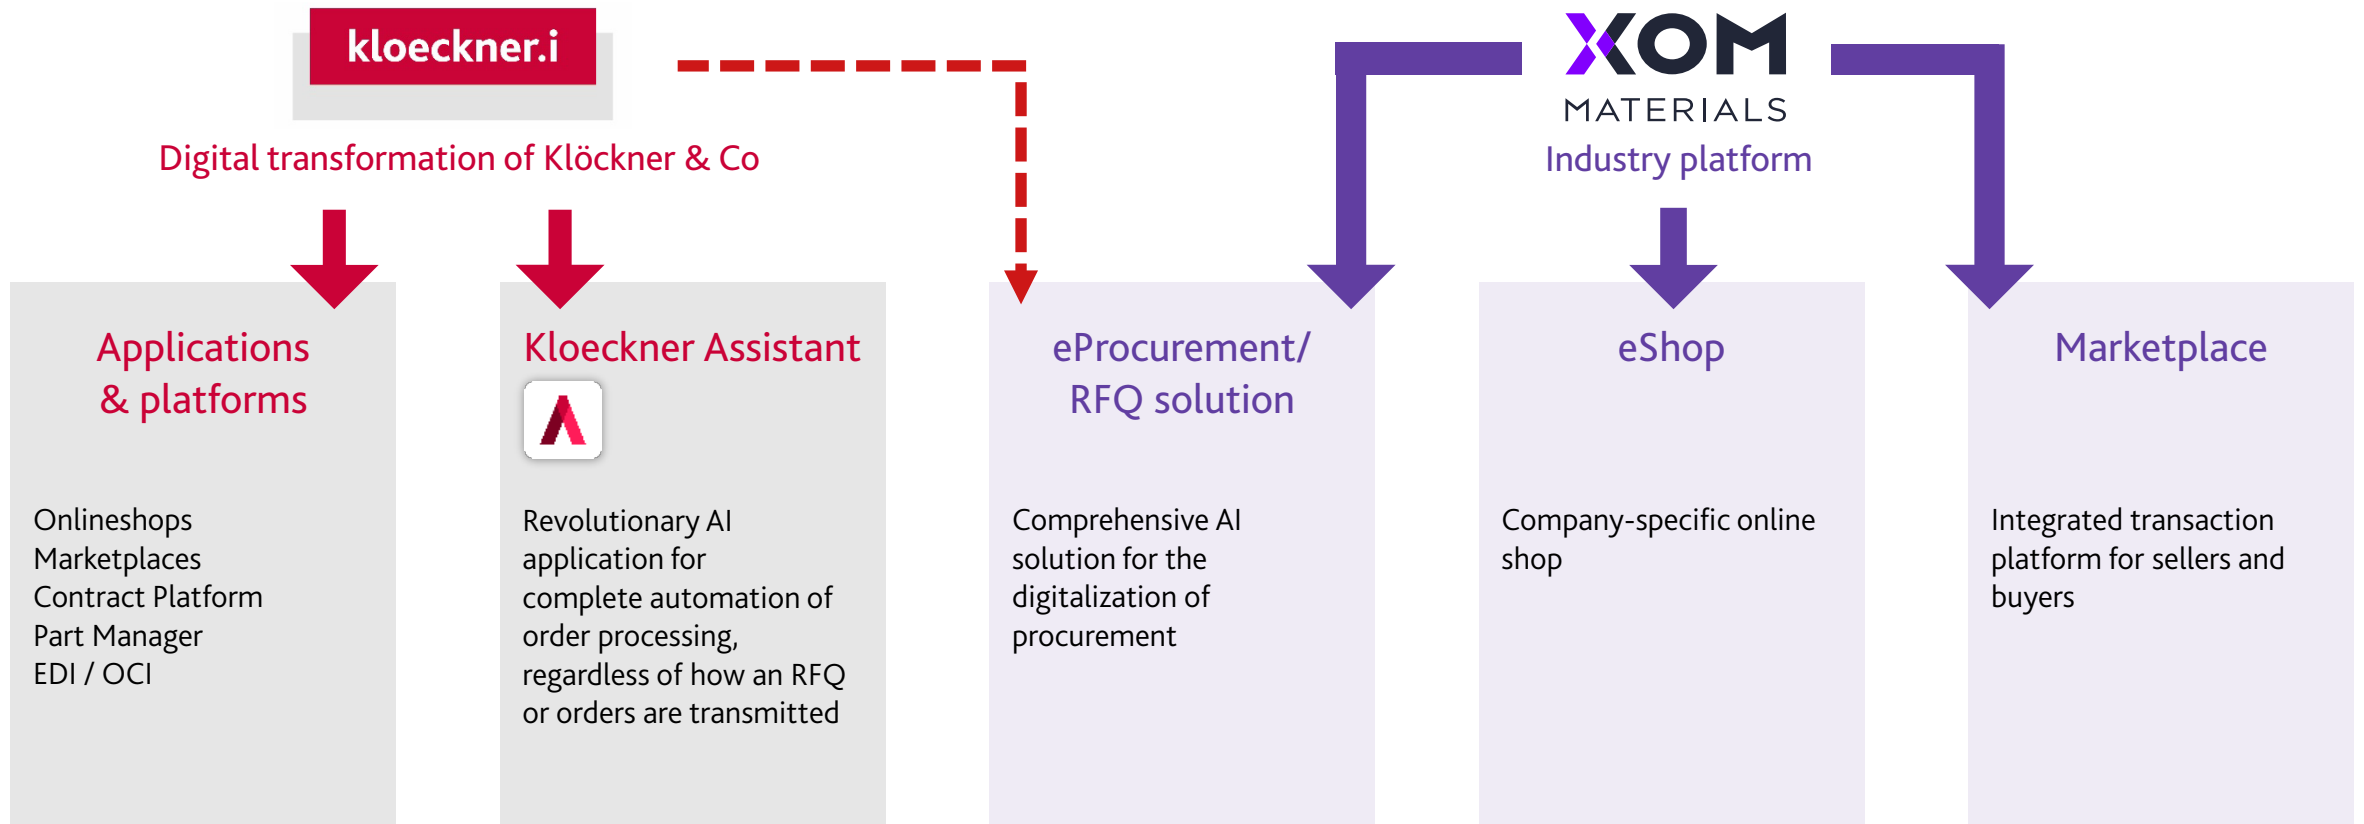 kloeckner.i
Digital transformation of Klöckner & Co
XOM
MATERIALS
Industry platform
Applications
& platforms
Onlineshops
Marketplaces
Contract Platform
Part Manager
EDI / OCI
Kloeckner Assistant
Revolutionary AI
application for
complete automation of
order processing,
regardless of how an RFQ
or orders are transmitted
eProcurement/
RFQ solution
Comprehensive AI
solution for the
digitalization of
procurement
eShop
Company-specific online
shop
Marketplace
Integrated transaction
platform for sellers and
buyers